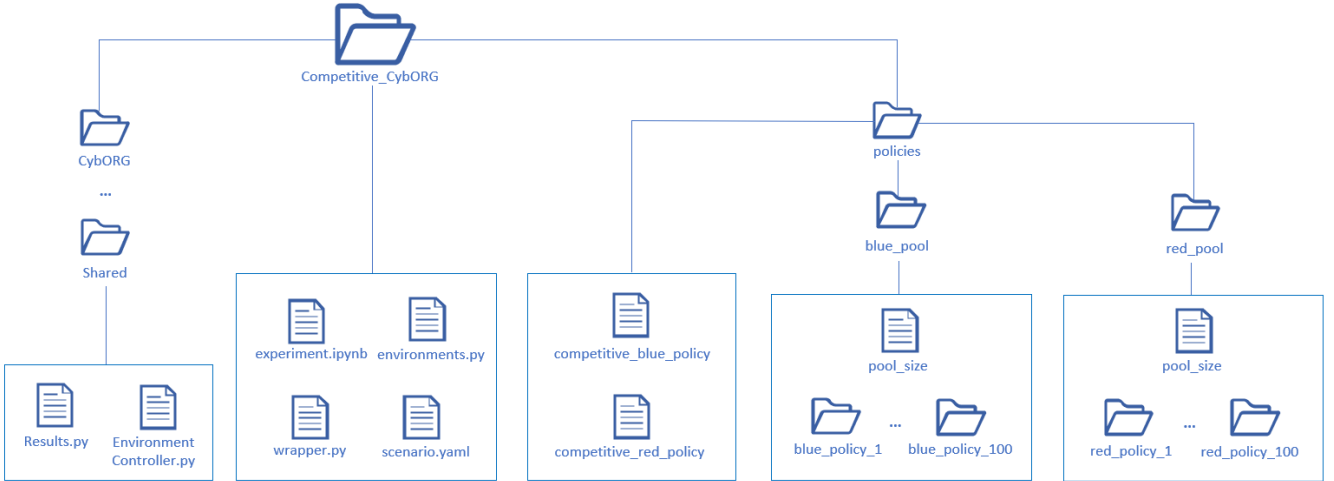 Competitive_CybORG
CybORG
...
Shared
Results.py
Environment
Controller.py
experiment.ipynb
environments.py
wrapper.py
scenario.yaml
policies
competitive_blue_policy
competitive_red_policy
blue_pool
pool_size
blue_policy_1
...
blue_policy_100
red_pool
pool_size
red_policy_1
...
red_policy_100